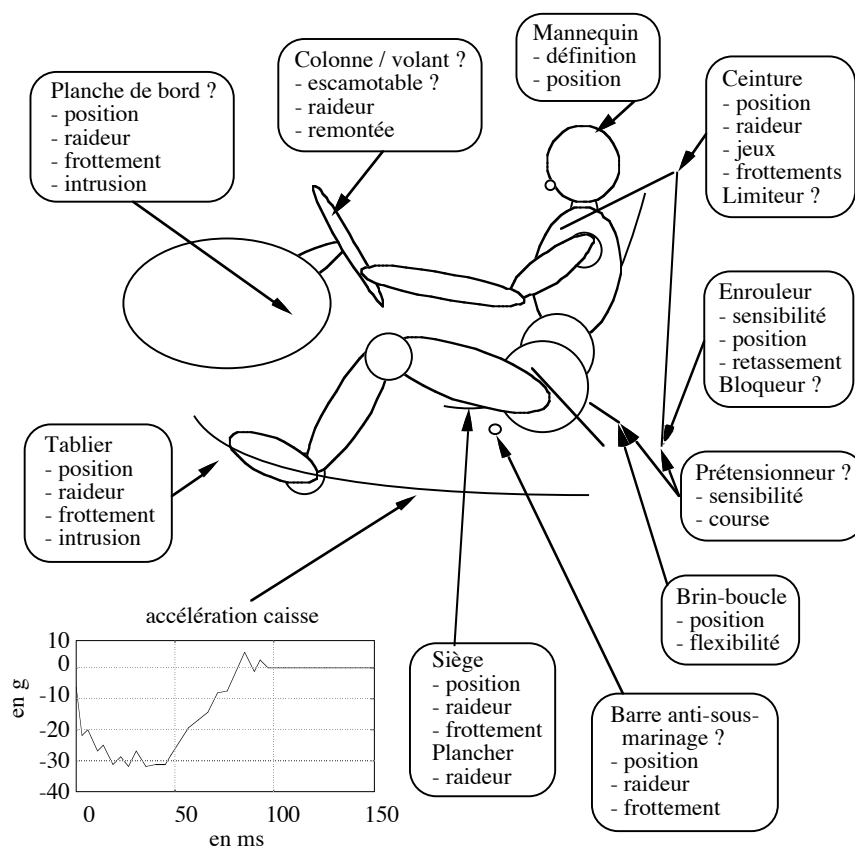 Mannequin
- définition
- position
Colonne / volant ?
- escamotable ?
- raideur
- remontée
Planche de bord ?
- position
- raideur
- frottement
- intrusion
Ceinture
- position
- raideur
- jeux
- frottements
Limiteur ?
Enrouleur
- sensibilité
- position
- retassement
Bloqueur ?
Tablier
- position
- raideur
- frottement
- intrusion
Prétensionneur ?
- sensibilité
- course
Brin-boucle
- position
- flexibilité
accélération caisse
10
0
-10
-20
-30
-40
en g
0 50 100 150
en ms
Siège
- position
- raideur
- frottement
Plancher
- raideur
Barre anti-sous-
marinage ?
- position
- raideur
- frottement